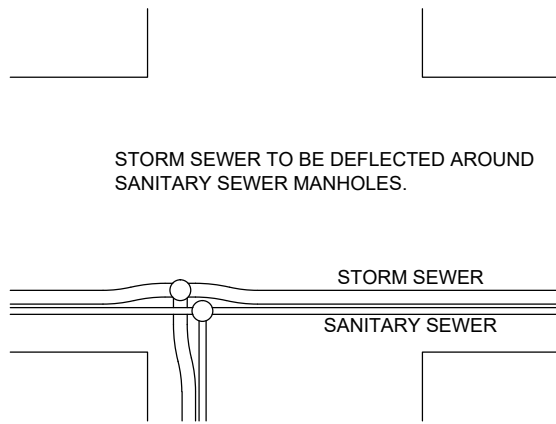 STORM SEWER TO BE DEFLECTED AROUND
SANITARY SEWER MANHOLES.
STORM SEWER
SANITARY SEWER